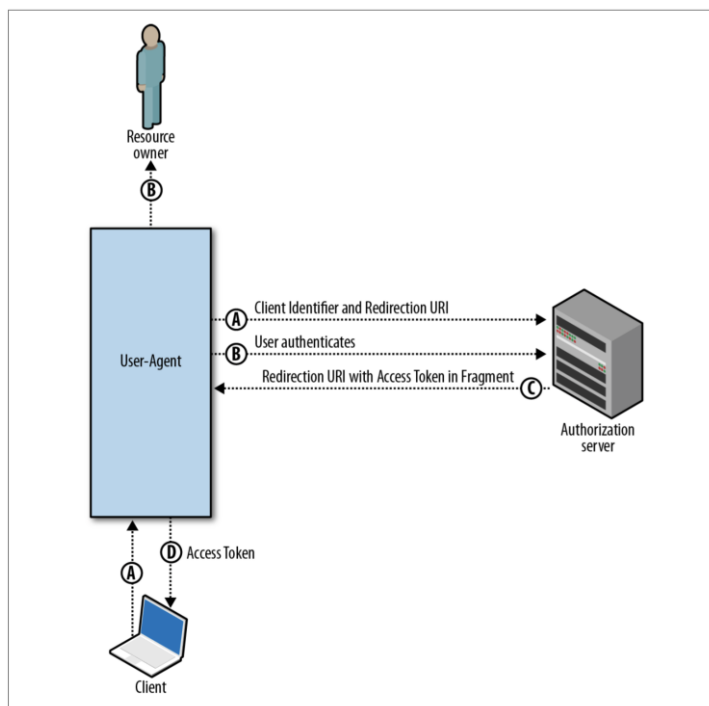 Resource
owner
B
A
Client Identifier and Redirection URI
B
User authenticates
User-Agent
Redirection URI with Access Token in Fragment
C
Authorization
server
D
Access Token
A
Client